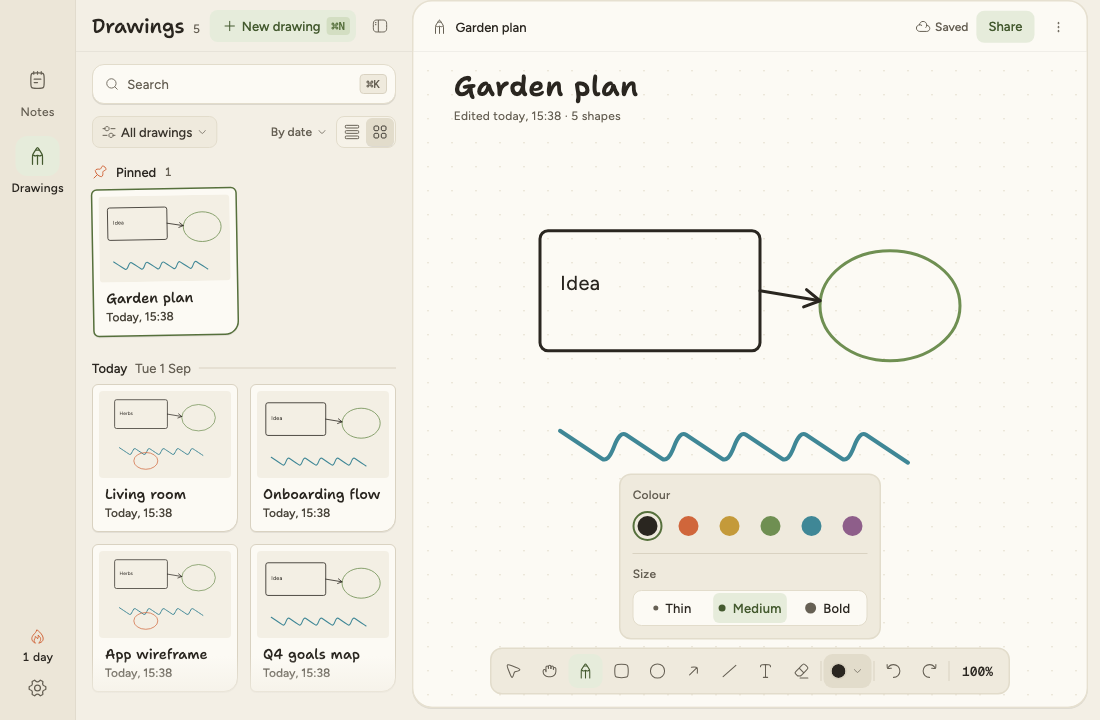 Drawings 5
+ New drawing ⌘N
Garden plan
Saved
Share
Notes
Drawings
Search ⌘K
All drawings
By date
Pinned 1
Idea
Garden plan
Today, 15:38
Today Tue 1 Sep
Herbs
Living room
Today, 15:38
Idea
Onboarding flow
Today, 15:38
Herbs
App wireframe
Today, 15:38
Idea
Q4 goals map
Today, 15:38
1 day
Garden plan
Edited today, 15:38 · 5 shapes
Idea
Colour
Size
Thin
Medium
Bold
100%